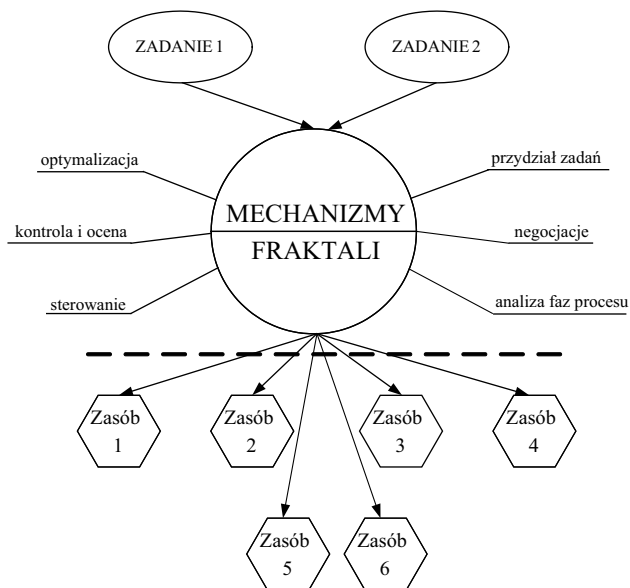 ZADANIE 1
ZADANIE 2
optymalizacja
przydział zadań
MECHANIZMY
kontrola i ocena
negocjacje
FRAKTALI
sterowanie
analiza faz procesu
Zasób
1
Zasób
2
Zasób
3
Zasób
4
Zasób
5
Zasób
6